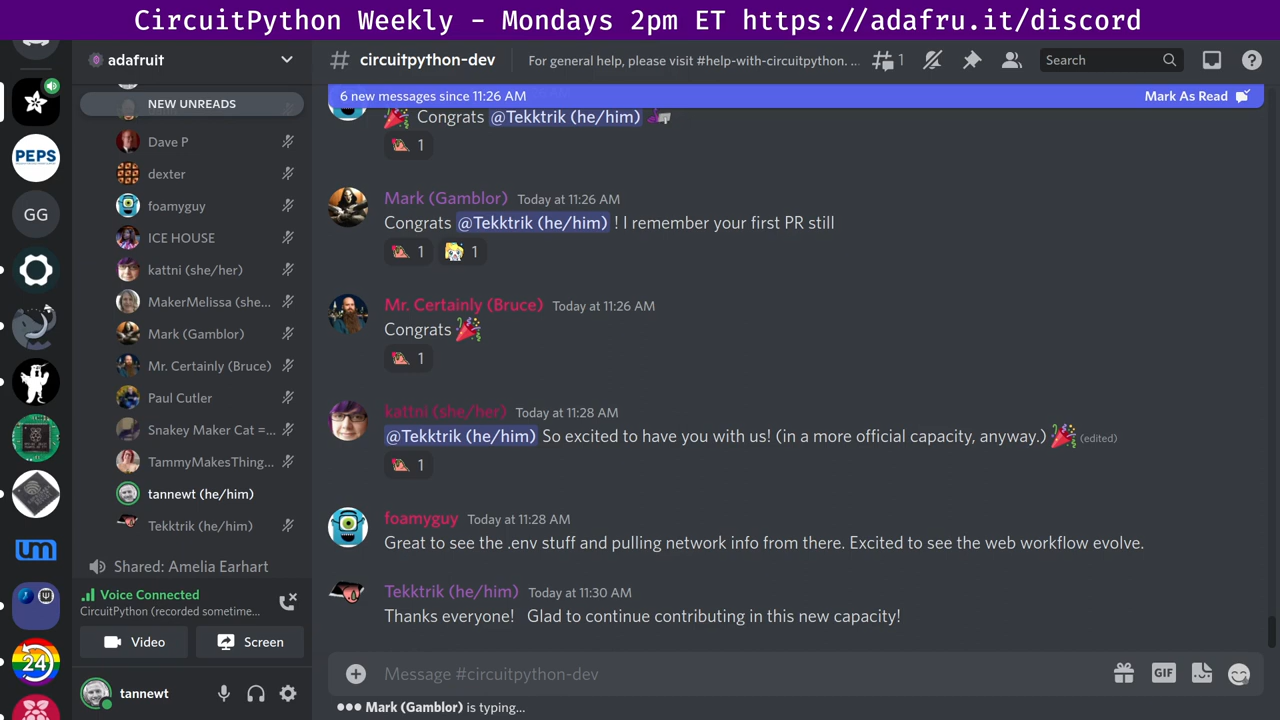 CircuitPython Weekly – Mondays 2pm ET https://adafru.it/discord
adafruit
# circuitpython-dev
For general help, please visit #help-with-circuitpython. ...
1
Search
NEW UNREADS
Dave P
dexter
foamyguy
ICE HOUSE
kattni (she/her)
MakerMelissa (she...
Mark (Gamblor)
Mr. Certainly (Bruce)
Paul Cutler
Snakey Maker Cat =...
TammyMakesThing...
tannewt (he/him)
Tekktrik (he/him)
Shared: Amelia Earhart
Voice Connected
CircuitPython (recorded sometime...
Video
Screen
tannewt
PEPS
GG
24
6 new messages since 11:26 AM
Mark As Read
Congrats @Tekktrik (he/him)
1
Mark (Gamblor) Today at 11:26 AM
Congrats @Tekktrik (he/him) ! I remember your first PR still
1 1
Mr. Certainly (Bruce) Today at 11:26 AM
Congrats
1
kattni (she/her) Today at 11:28 AM
@Tekktrik (he/him) So excited to have you with us! (in a more official capacity, anyway.) (edited)
1
foamyguy Today at 11:28 AM
Great to see the .env stuff and pulling network info from there. Excited to see the web workflow evolve.
Tekktrik (he/him) Today at 11:30 AM
Thanks everyone! Glad to continue contributing in this new capacity!
Message #circuitpython-dev
GIF
Mark (Gamblor) is typing...